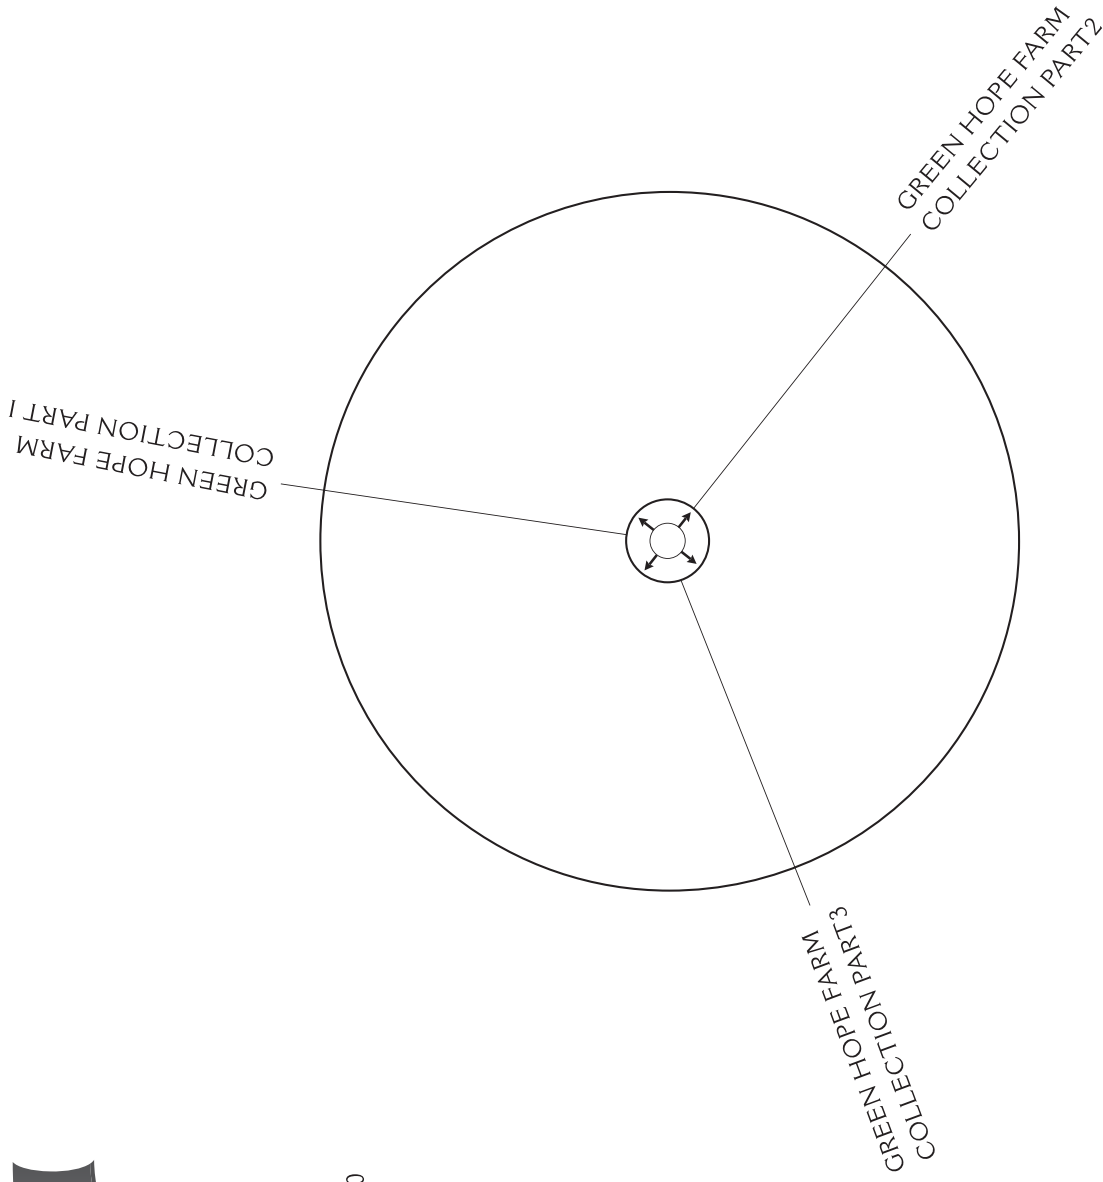 GREEN HOPE FARM
COLLECTION PART2
GREEN HOPE FARM
COLLECTION PART 1
GREEN HOPE FARM
COLLECTION PART3